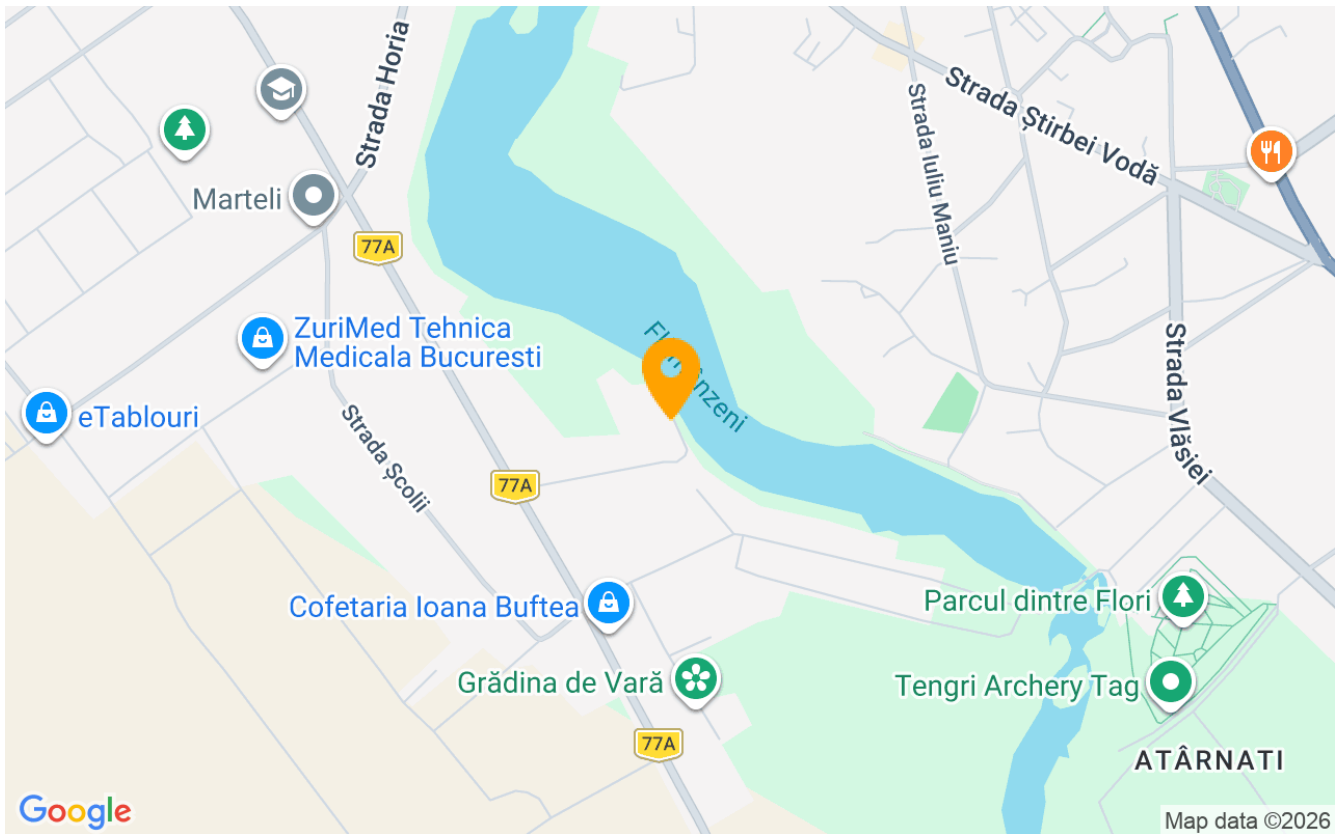 Strada Horia
Strada Știrbei Vodă
Strada Iuliu Maniu
Marteli
77A
ZuriMed Tehnica
Medicala Bucuresti
eTablouri
Strada Școlii
Strada Vlăsiei
77A
Cofetaria Ioana Buftea
Parcul dintre Flori
Grădina de Vară
Tengri Archery Tag
77A
ATÂRNATI
Google
Map data ©2026